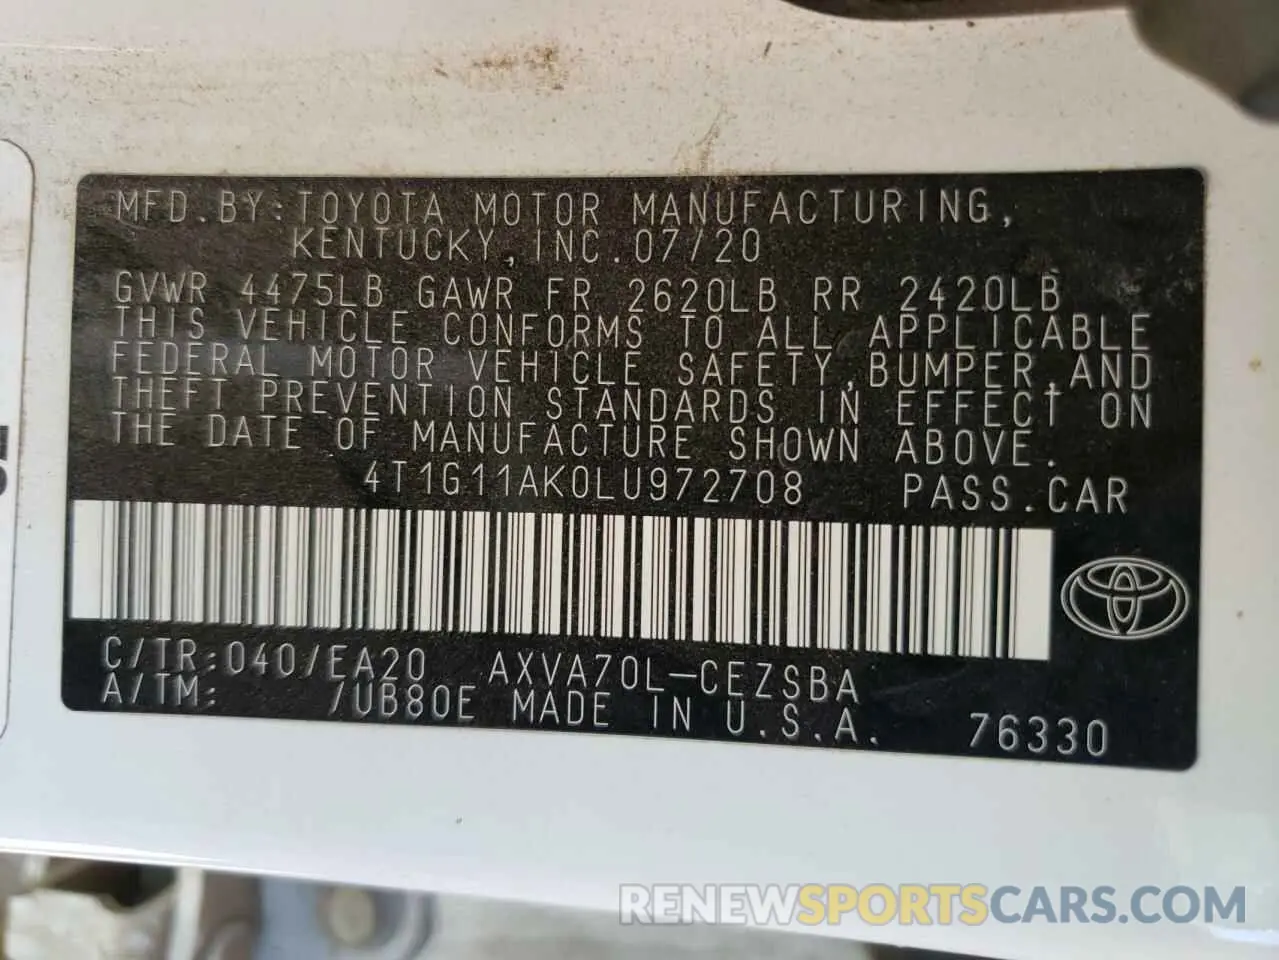 MFD.BY:TOYOTA MOTOR MANUFACTURING,
KENTUCKY,INC.07/20
GVWR 4475LB GAWR FR 2620LB RR 2420LB
THIS VEHICLE CONFORMS TO ALL APPLICABLE
FEDERAL MOTOR VEHICLE SAFETY,BUMPER,AND
THEFT PREVENTION STANDARDS IN EFFECT ON
THE DATE OF MANUFACTURE SHOWN ABOVE.
4T1G11AK0LU972708 PASS.CAR
C/TR:040/EA20 AXVA70L-CEZSBA
A/TM: /UB80E MADE IN U.S.A. 76330
RENEWSPORTSCARS.COM